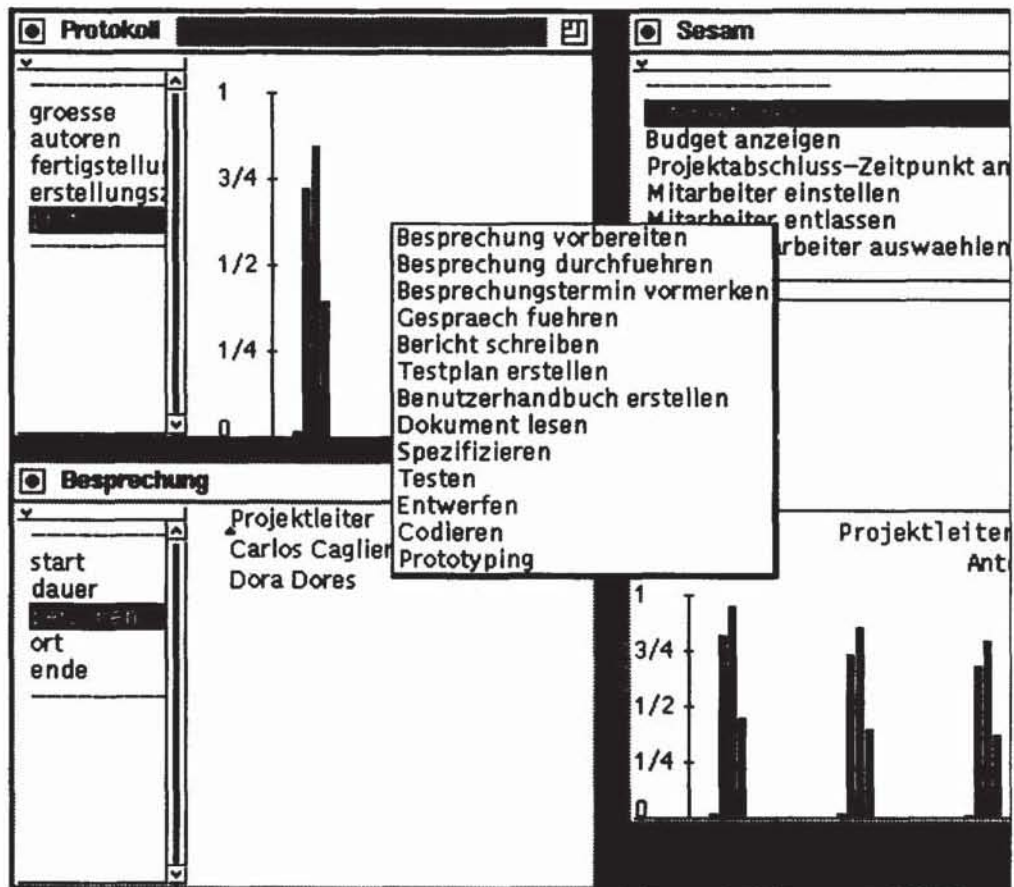 Protokoll
groesse
autoren
fertigstellu
erstellungsz
1
3/4
1/2
1/4
0
Sesam
Budget anzeigen
Projektabschluss-Zeitpunkt an
Mitarbeiter einstellen
Mitarbeiter entlassen
rbeiter auswaehlen
Besprechung vorbereiten
Besprechung durchfuehren
Besprechungstermin vormerken
Gespraech fuehren
Bericht schreiben
Testplan erstellen
Benutzerhandbuch erstellen
Dokument lesen
Spezifizieren
Testen
Entwerfen
Codieren
Prototyping
Besprechung
start
dauer
ort
ende
Projektleiter
Carlos Caglier
Dora Dores
Projektleiter
Ant
1
3/4
1/2
1/4
0